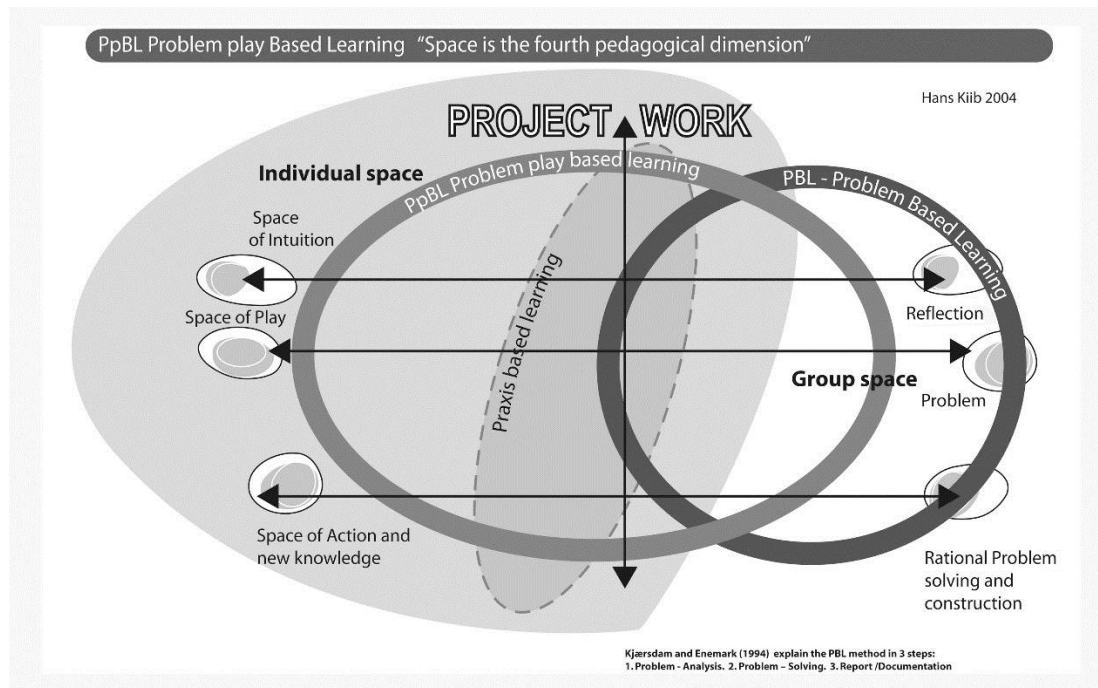 PpBL Problem play Based Learning “Space is the fourth pedagogical dimension”
Hans Kiib 2004
PROJECT WORK
Individual space
PpBL Problem play based learning
PBL - Problem Based Learning
Space
of Intuition
Space of Play
Praxis based learning
Reflection
Group space
Problem
Space of Action and
new knowledge
Rational Problem
solving and
construction
Kjærsdam and Enemark (1994) explain the PBL method in 3 steps:
1. Problem - Analysis. 2. Problem – Solving. 3. Report /Documentation